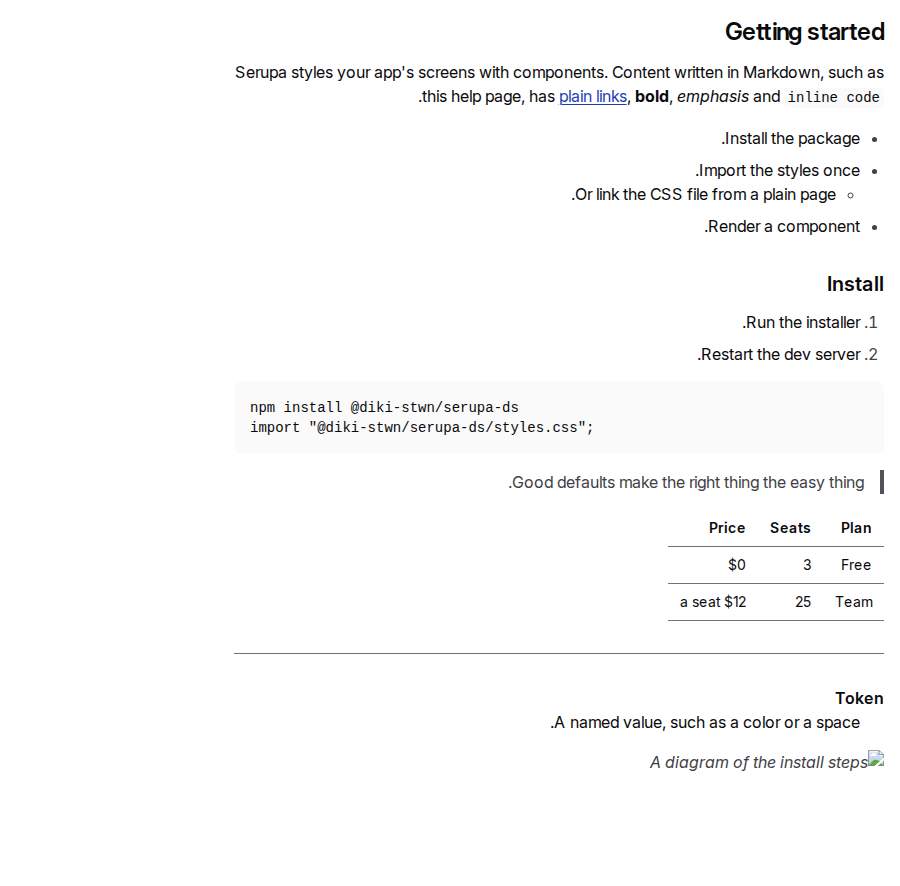 Getting started
Serupa styles your app's screens with components. Content written in Markdown, such as
.this help page, has plain links, bold, emphasis and inline code
.Install the package
.Import the styles once
.Or link the CSS file from a plain page
.Render a component
Install
.Run the installer .1
.Restart the dev server .2
npm install @diki-stwn/serupa-ds
import "@diki-stwn/serupa-ds/styles.css";
.Good defaults make the right thing the easy thing
Price Seats Plan
$0 3 Free
a seat $12 25 Team
Token
.A named value, such as a color or a space
A diagram of the install steps